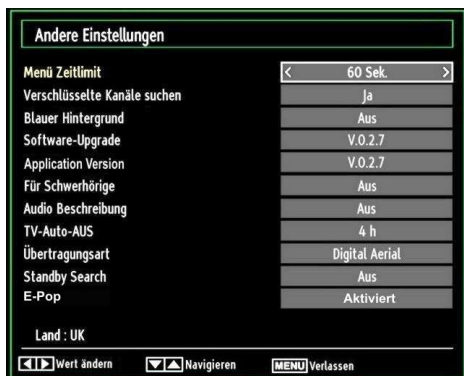 Andere Einstellungen
Menü Zeitlimit < 60 Sek. >
Verschlüsselte Kanäle suchen Ja
Blauer Hintergrund Aus
Software-Upgrade V.0.2.7
Application Version V.0.2.7
Für Schwerhörige Aus
Audio Beschreibung Aus
TV-Auto-AUS 4 h
Übertragungsart Digital Aerial
Standby Search Aus
E-Pop Aktiviert
Land : UK
Wert ändern Navigieren MENU Verlassen